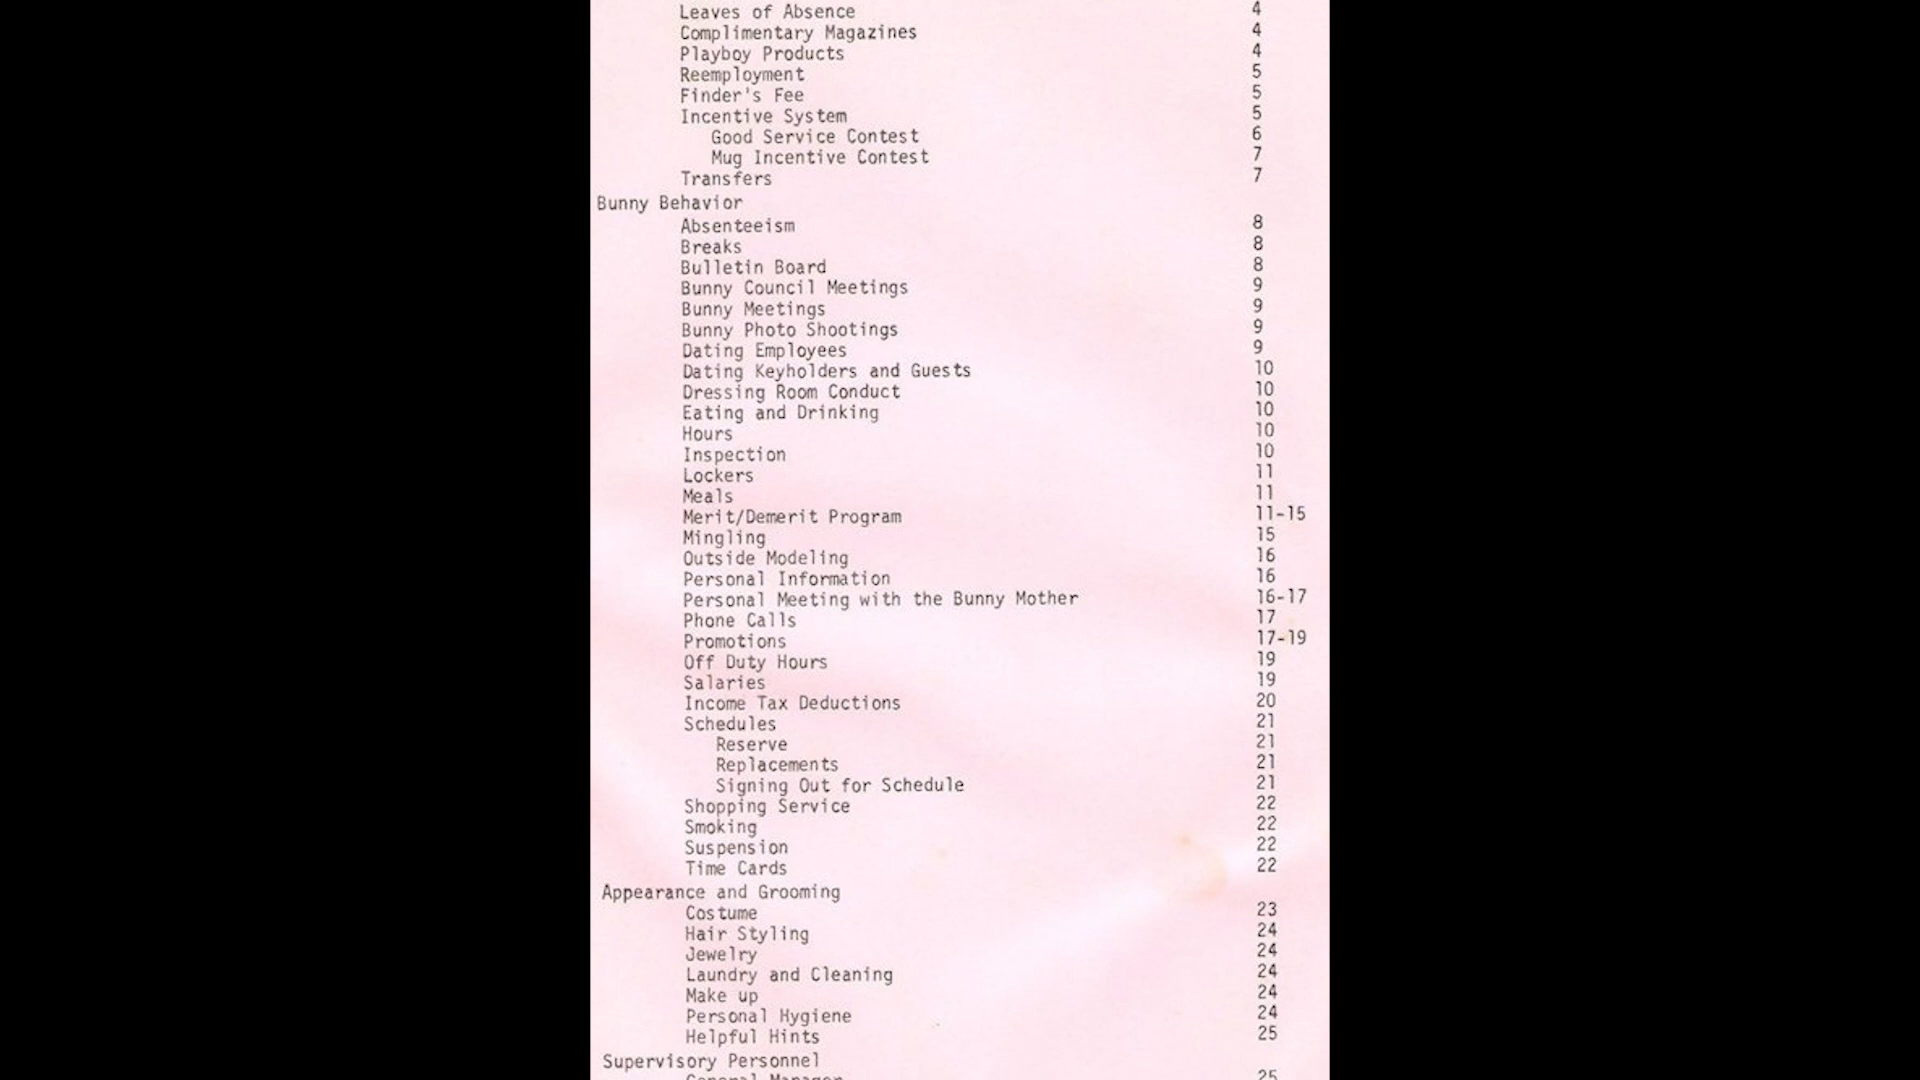 Leaves of Absence 4
Complimentary Magazines 4
Playboy Products 4
Reemployment 5
Finder's Fee 5
Incentive System 5
Good Service Contest 6
Mug Incentive Contest 7
Transfers 7
Bunny Behavior
Absenteeism 8
Breaks 8
Bulletin Board 8
Bunny Council Meetings 9
Bunny Meetings 9
Bunny Photo Shootings 9
Dating Employees 9
Dating Keyholders and Guests 10
Dressing Room Conduct 10
Eating and Drinking 10
Hours 10
Inspection 10
Lockers 11
Meals 11
Merit/Demerit Program 11-15
Mingling 15
Outside Modeling 16
Personal Information 16
Personal Meeting with the Bunny Mother 16-17
Phone Calls 17
Promotions 17-19
Off Duty Hours 19
Salaries 19
Income Tax Deductions 20
Schedules 21
Reserve 21
Replacements 21
Signing Out for Schedule 21
Shopping Service 22
Smoking 22
Suspension 22
Time Cards 22
Appearance and Grooming
Costume 23
Hair Styling 24
Jewelry 24
Laundry and Cleaning 24
Make up 24
Personal Hygiene 24
Helpful Hints 25
Supervisory Personnel
General Manager 25